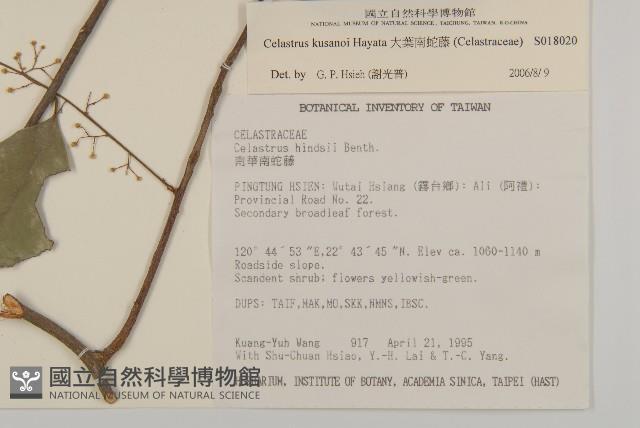 國立自然科學博物館
NATIONAL MUSEUM OF NATURAL SCIENCE, TAICHUNG, TAIWAN, R.O.CHINA
Celastrus kusanoi Hayata 大葉南蛇藤 (Celastraceae) S018020
Det. by G. P. Hsieh (謝光普) 2006/8/9
BOTANICAL INVENTORY OF TAIWAN
CELASTRACEAE
Celastrus hindsii Benth.
南華南蛇藤
PINGTUNG HSIEN: Wutai Hsiang (霧台鄉): Ali (阿禮):
Provincial Road No. 22.
Secondary broadleaf forest.
120° 44´ 53 ″E,22° 43´ 45 ″N. Elev ca. 1060-1140 m
Roadside slope.
Scandent shrub; flowers yellowish-green.
DUPS: TAIF,MAK,MO,SKK,NMNS,IBSC.
Kuang-Yuh Wang 917 April 21, 1995
With Shu-Chuan Hsiao, Y.-H. Lai & T.-C. Yang.
HERBARIUM, INSTITUTE OF BOTANY, ACADEMIA SINICA, TAIPEI (HAST)
國立自然科學博物館
NATIONAL MUSEUM OF NATURAL SCIENCE